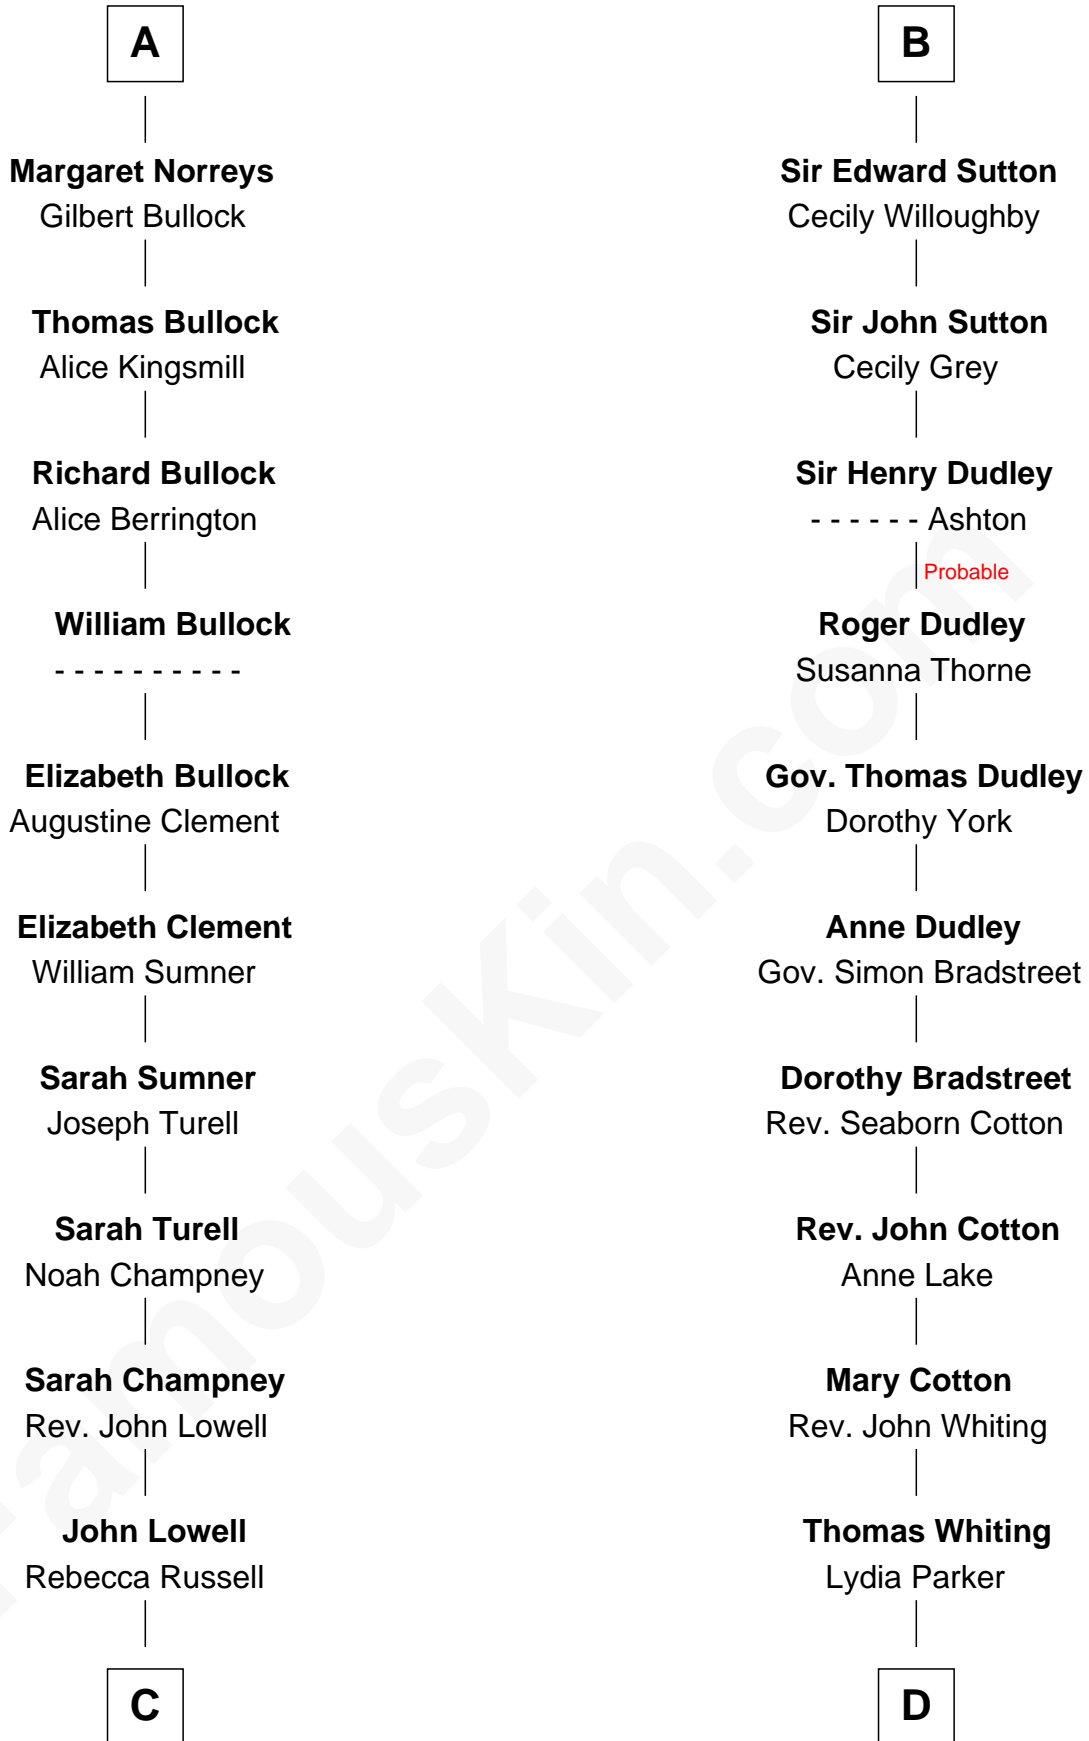 A
Margaret Norreys
Gilbert Bullock
Thomas Bullock
Alice Kingsmill
Richard Bullock
Alice Berrington
William Bullock
- - - - - - - - - -
Elizabeth Bullock
Augustine Clement
Elizabeth Clement
William Sumner
Sarah Sumner
Joseph Turell
Sarah Turell
Noah Champney
Sarah Champney
Rev. John Lowell
John Lowell
Rebecca Russell
C
B
Sir Edward Sutton
Cecily Willoughby
Sir John Sutton
Cecily Grey
Sir Henry Dudley
- - - - - - Ashton
Probable
Roger Dudley
Susanna Thorne
Gov. Thomas Dudley
Dorothy York
Anne Dudley
Gov. Simon Bradstreet
Dorothy Bradstreet
Rev. Seaborn Cotton
Rev. John Cotton
Anne Lake
Mary Cotton
Rev. John Whiting
Thomas Whiting
Lydia Parker
D
FamousKin.com